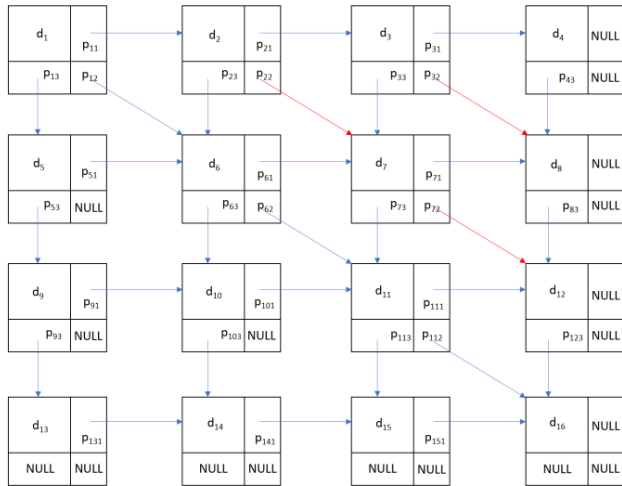 d₁ p₁₁ d₂ p₂₁ d₃ p₃₁ d₄ NULL
p₁₃ p₁₂ p₂₃ p₂₂ p₃₃ p₃₂ p₄₃ NULL
d₅ p₅₁ d₆ p₆₁ d₇ p₇₁ d₈ NULL
p₅₃ NULL p₆₃ p₆₂ p₇₃ p₇₂ p₈₃ NULL
d₉ p₉₁ d₁₀ p₁₀₁ d₁₁ p₁₁₁ d₁₂ NULL
p₉₃ NULL p₁₀₃ NULL p₁₁₃ p₁₁₂ p₁₂₃ NULL
d₁₃ p₁₃₁ d₁₄ p₁₄₁ d₁₅ p₁₅₁ d₁₆ NULL
NULL NULL NULL NULL NULL NULL NULL NULL